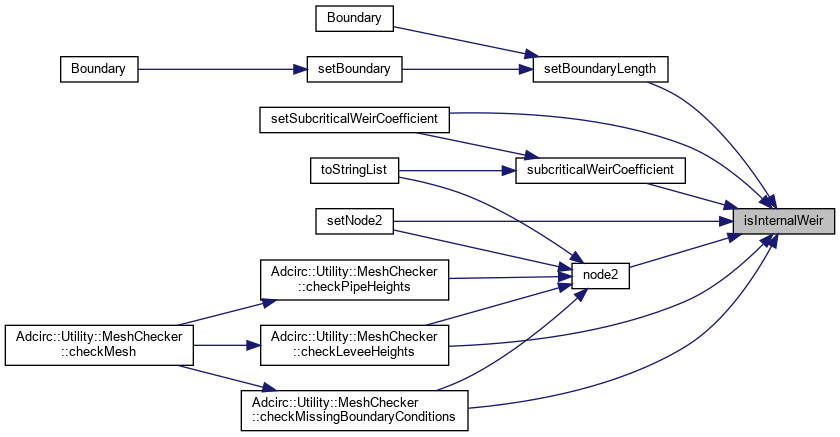 Boundary
Boundary
setBoundary
setBoundaryLength
setSubcriticalWeirCoefficient
toStringList
subcriticalWeirCoefficient
setNode2
isInternalWeir
Adcirc::Utility::MeshChecker
::checkPipeHeights
node2
Adcirc::Utility::MeshChecker
::checkMesh
Adcirc::Utility::MeshChecker
::checkLeveeHeights
Adcirc::Utility::MeshChecker
::checkMissingBoundaryConditions